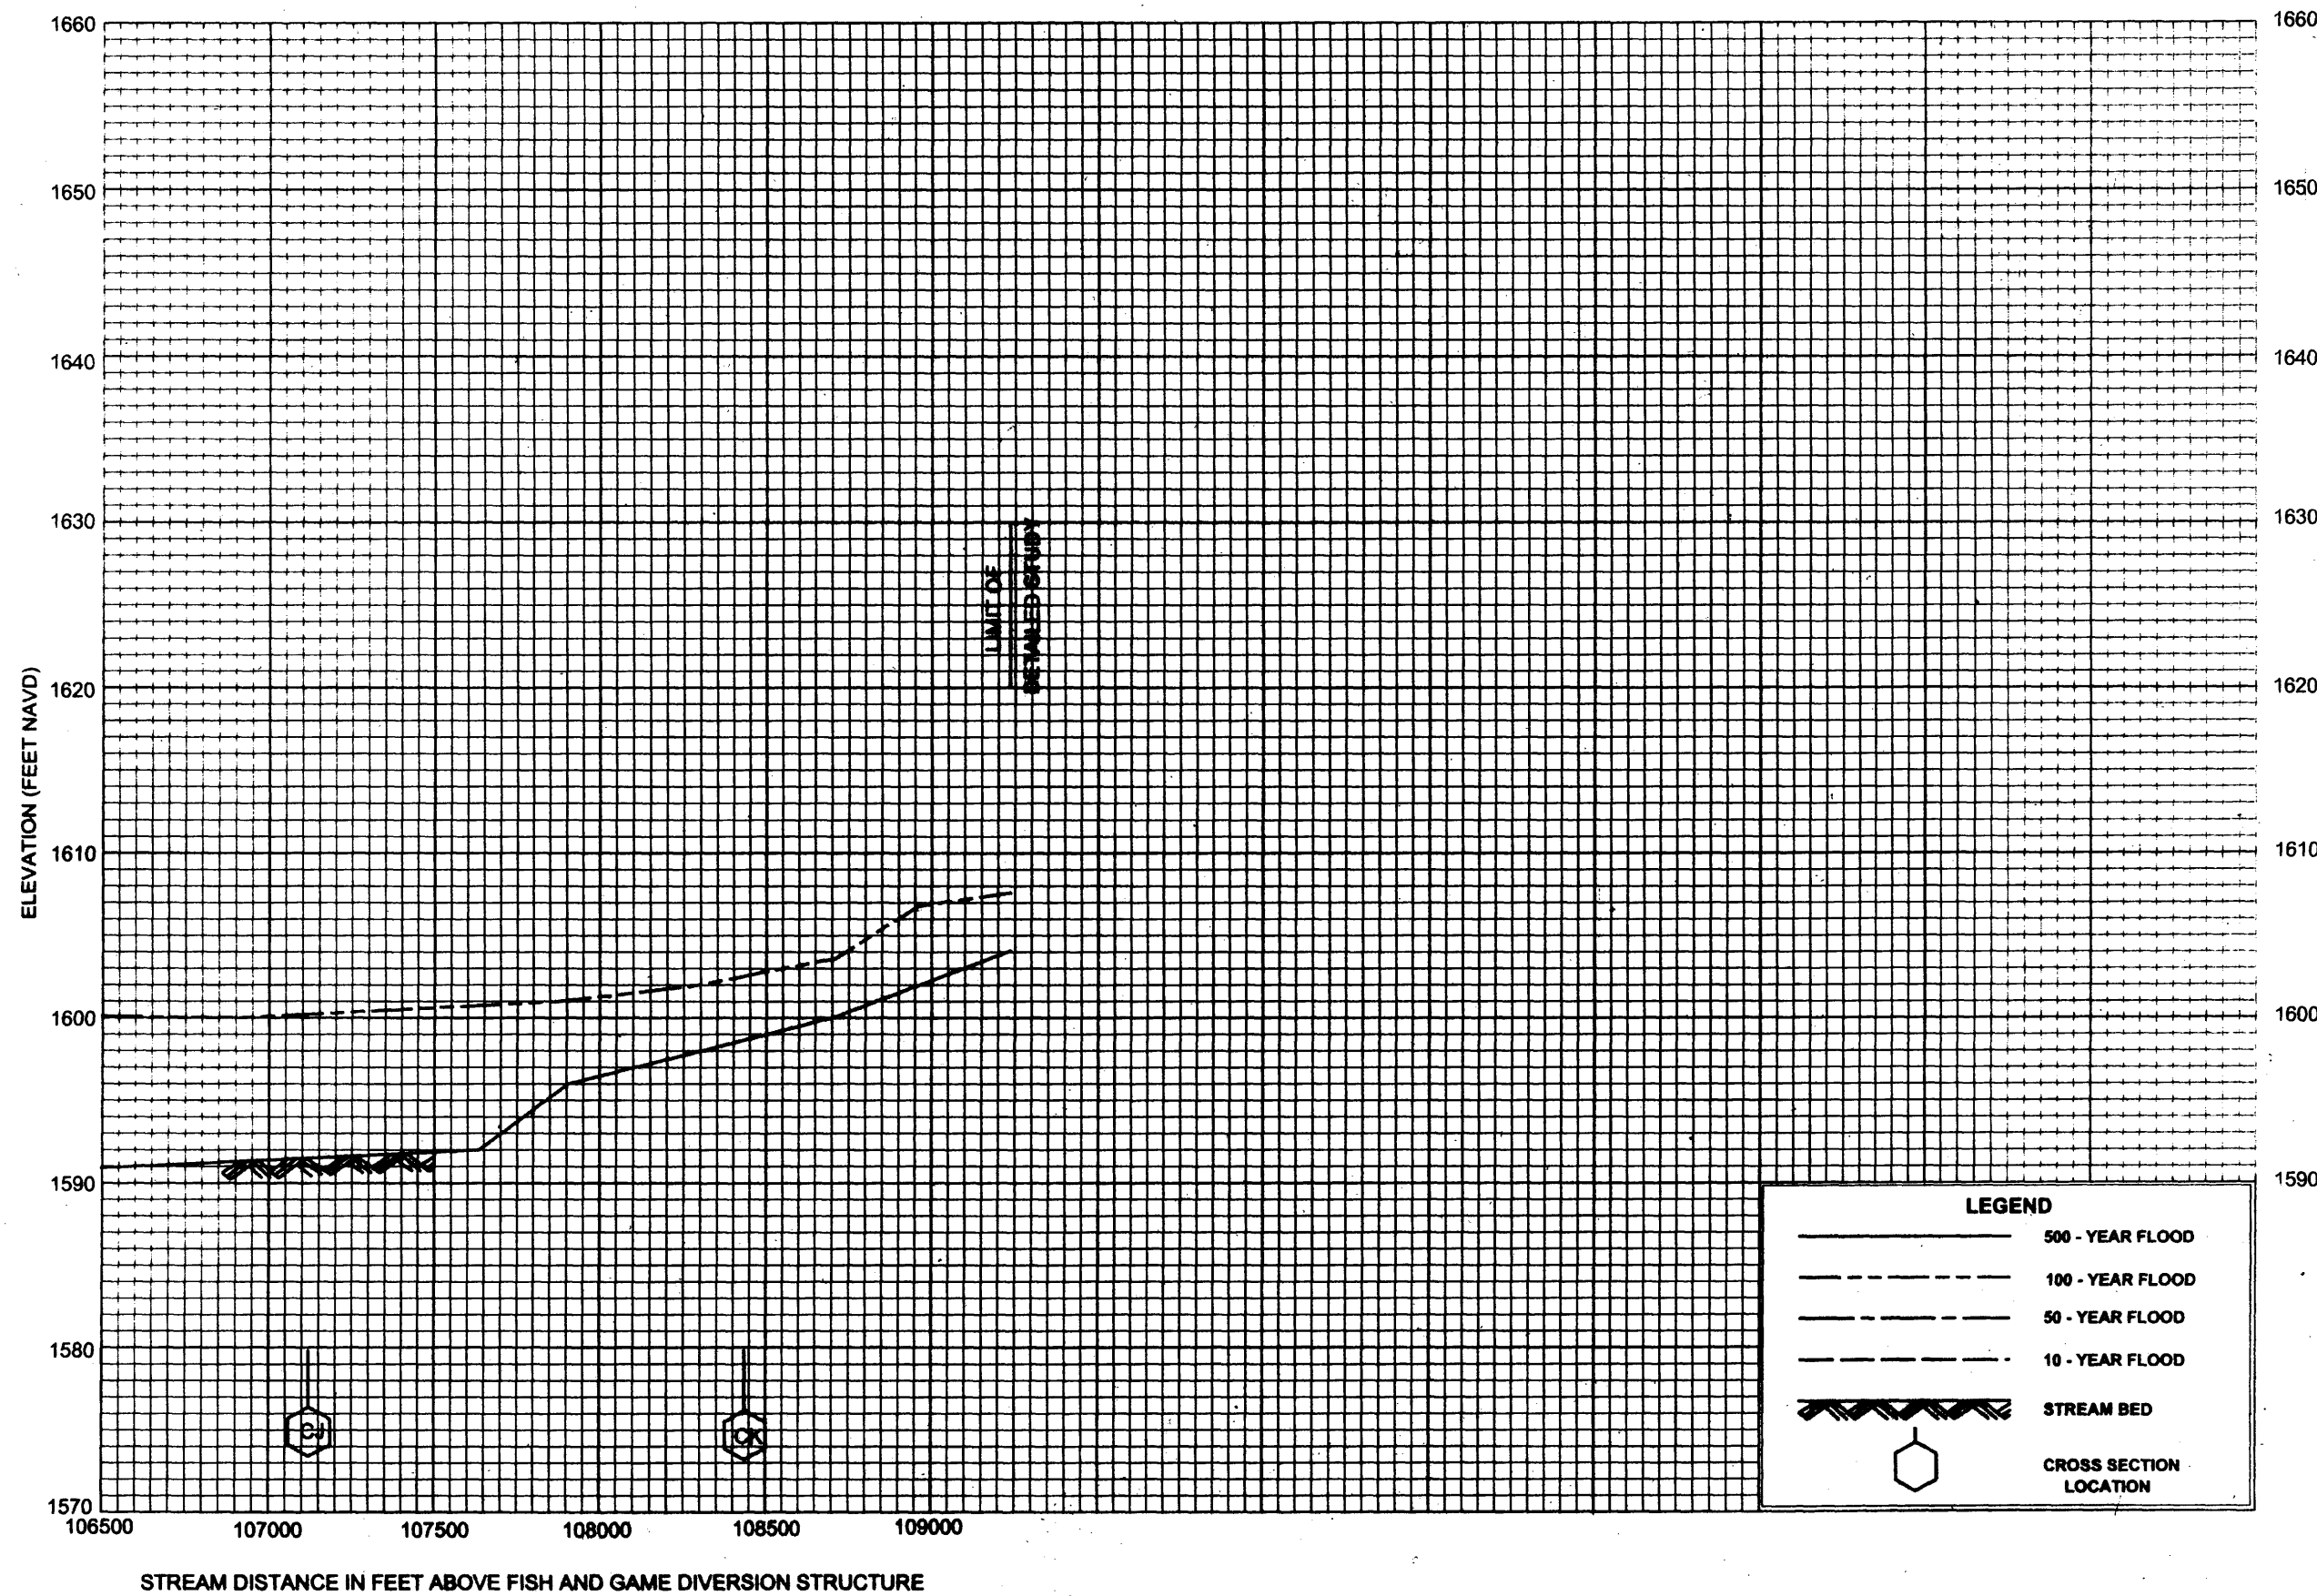 1660
1650
1640
1630
1620
1610
1600
1590
1580
1570
1660
1650
1640
1630
1620
1610
1600
1590
ELEVATION (FEET NAVD)
LIMIT OF
DETAILED STUDY
CJ
CK
LEGEND
500 - YEAR FLOOD
100 - YEAR FLOOD
50 - YEAR FLOOD
10 - YEAR FLOOD
STREAM BED
CROSS SECTION
LOCATION
106500 107000 107500 108000 108500 109000
STREAM DISTANCE IN FEET ABOVE FISH AND GAME DIVERSION STRUCTURE